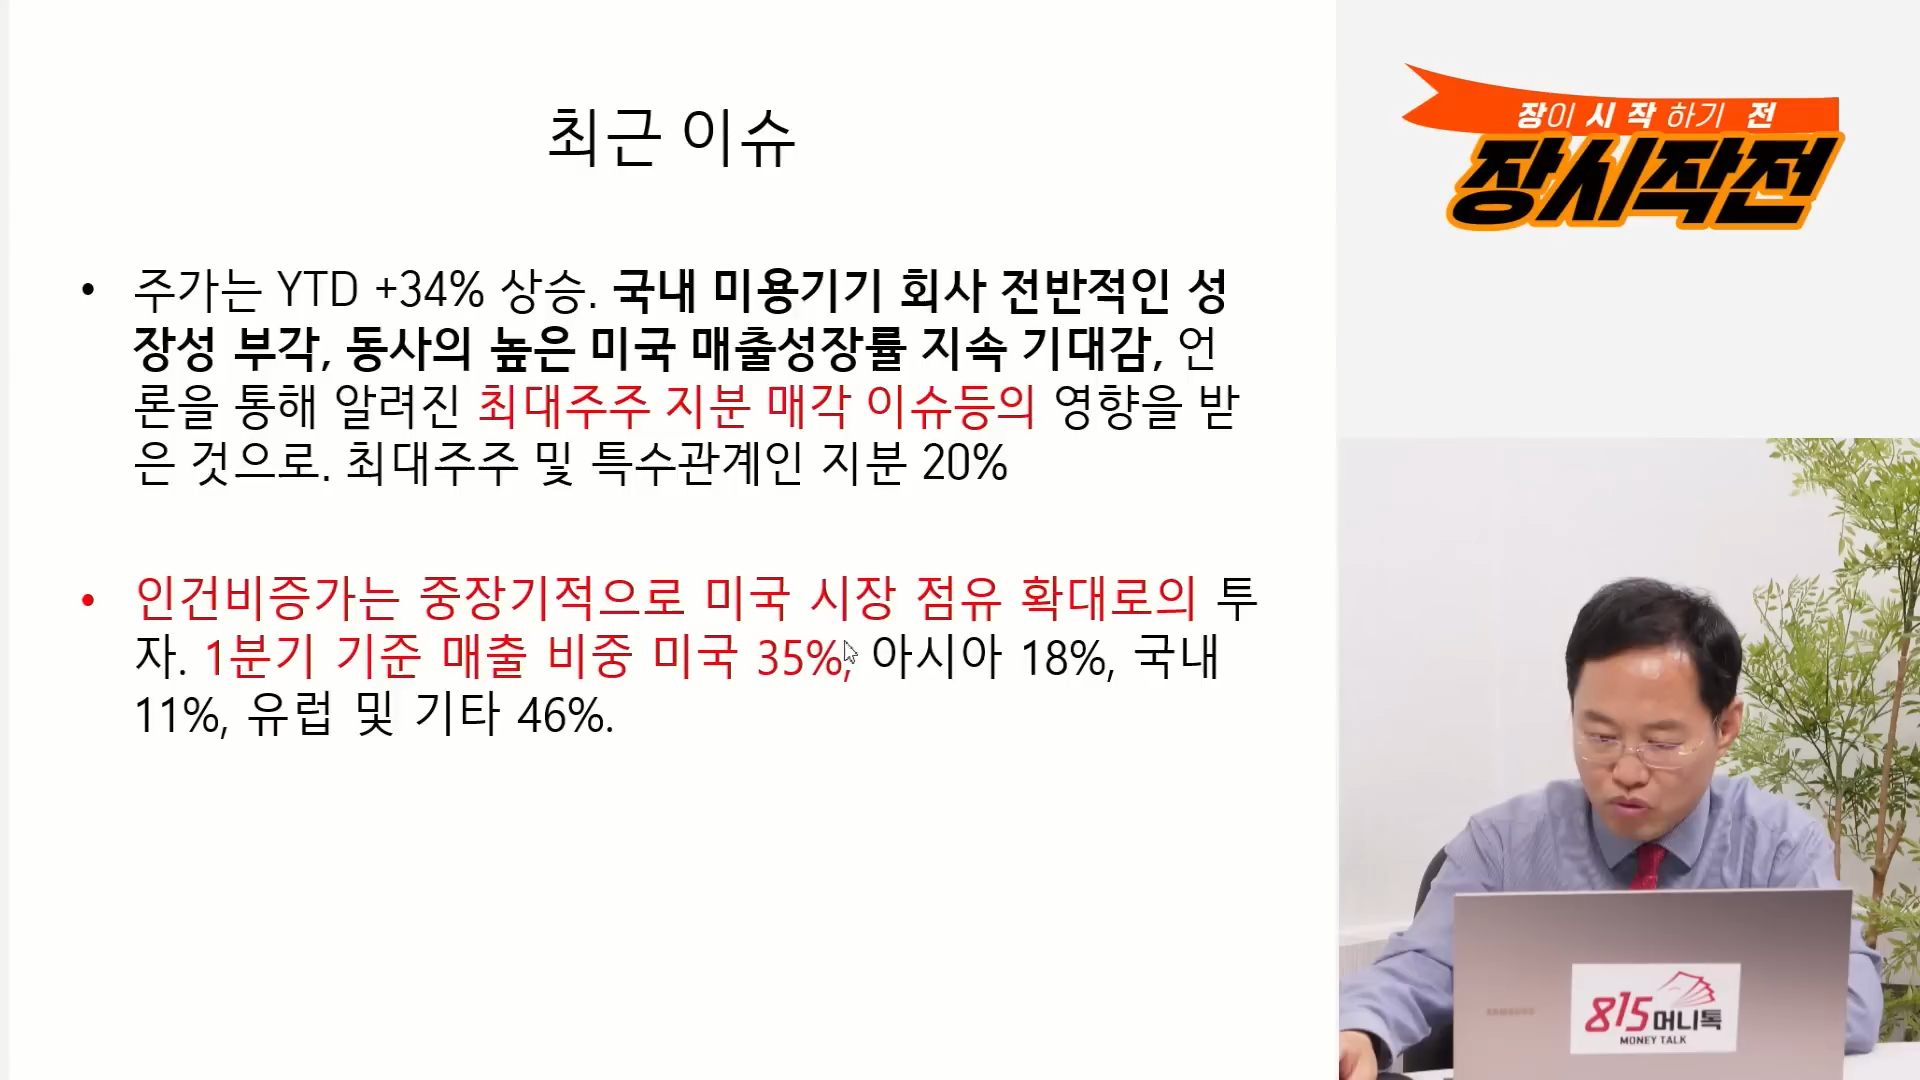 최근 이슈
• 주가는 YTD +34% 상승. 국내 미용기기 회사 전반적인 성
장성 부각, 동사의 높은 미국 매출성장률 지속 기대감, 언
론을 통해 알려진 최대주주 지분 매각 이슈등의 영향을 받
은 것으로. 최대주주 및 특수관계인 지분 20%
• 인건비증가는 중장기적으로 미국 시장 점유 확대로의 투
자. 1분기 기준 매출 비중 미국 35%, 아시아 18%, 국내
11%, 유럽 및 기타 46%.
장이 시작하기 전
장시작전
SAMSUNG
815머니톡
MONEY TALK